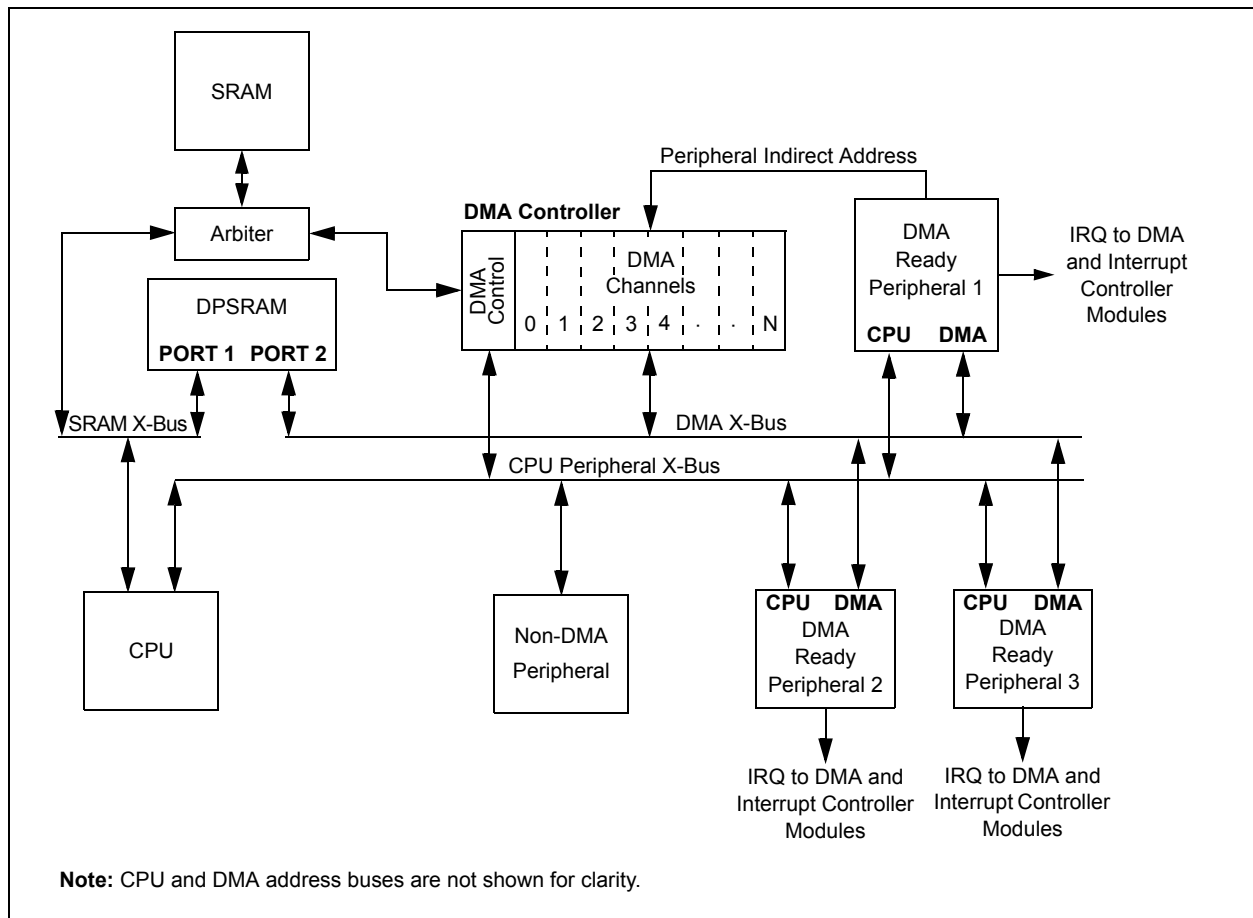 SRAM
Peripheral Indirect Address
DMA Controller
Arbiter
DMA
Control
DMA
Channels
0 1 2 3 4 . . N
DMA
Ready
Peripheral 1
CPU DMA
IRQ to DMA
and Interrupt
Controller
Modules
DPSRAM
PORT 1 PORT 2
SRAM X-Bus
DMA X-Bus
CPU Peripheral X-Bus
CPU
Non-DMA
Peripheral
CPU DMA
DMA
Ready
Peripheral 2
CPU DMA
DMA
Ready
Peripheral 3
IRQ to DMA and
Interrupt Controller
Modules
IRQ to DMA and
Interrupt Controller
Modules
Note: CPU and DMA address buses are not shown for clarity.